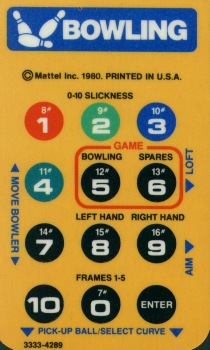 BOWLING
© Mattel Inc. 1980. PRINTED IN U.S.A.
0-10 SLICKNESS
8# 9# 10#
1 2 3
GAME
BOWLING SPARES
11# 12# 13#
4 5 6
MOVE BOWLER
LOFT
LEFT HAND RIGHT HAND
14# 15# 16#
7 8 9
AIM
FRAMES 1-5
7#
10 0 ENTER
PICK-UP BALL/SELECT CURVE
3333-4289